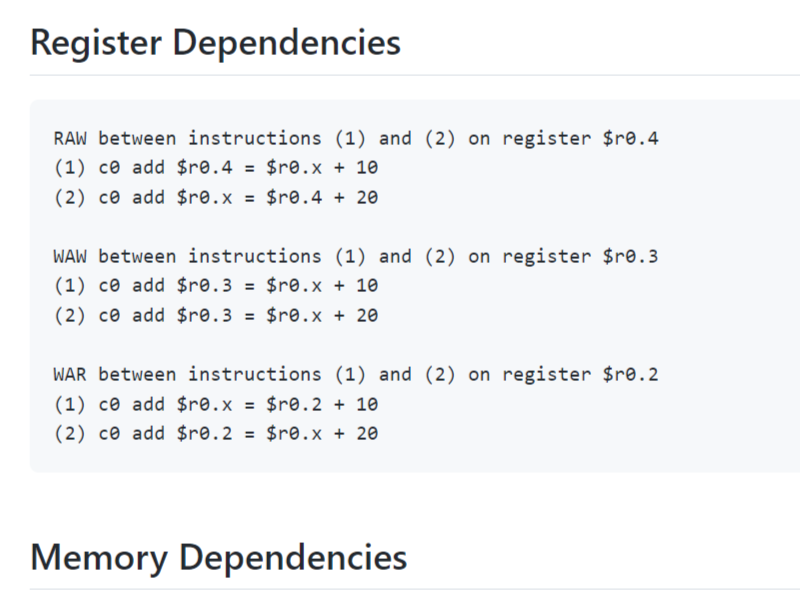 Register Dependencies
RAW between instructions (1) and (2) on register $r0.4
(1) c0 add $r0.4 = $r0.x + 10
(2) c0 add $r0.x = $r0.4 + 20
WAW between instructions (1) and (2) on register $r0.3
(1) c0 add $r0.3 = $r0.x + 10
(2) c0 add $r0.3 = $r0.x + 20
WAR between instructions (1) and (2) on register $r0.2
(1) c0 add $r0.x = $r0.2 + 10
(2) c0 add $r0.2 = $r0.x + 20
Memory Dependencies